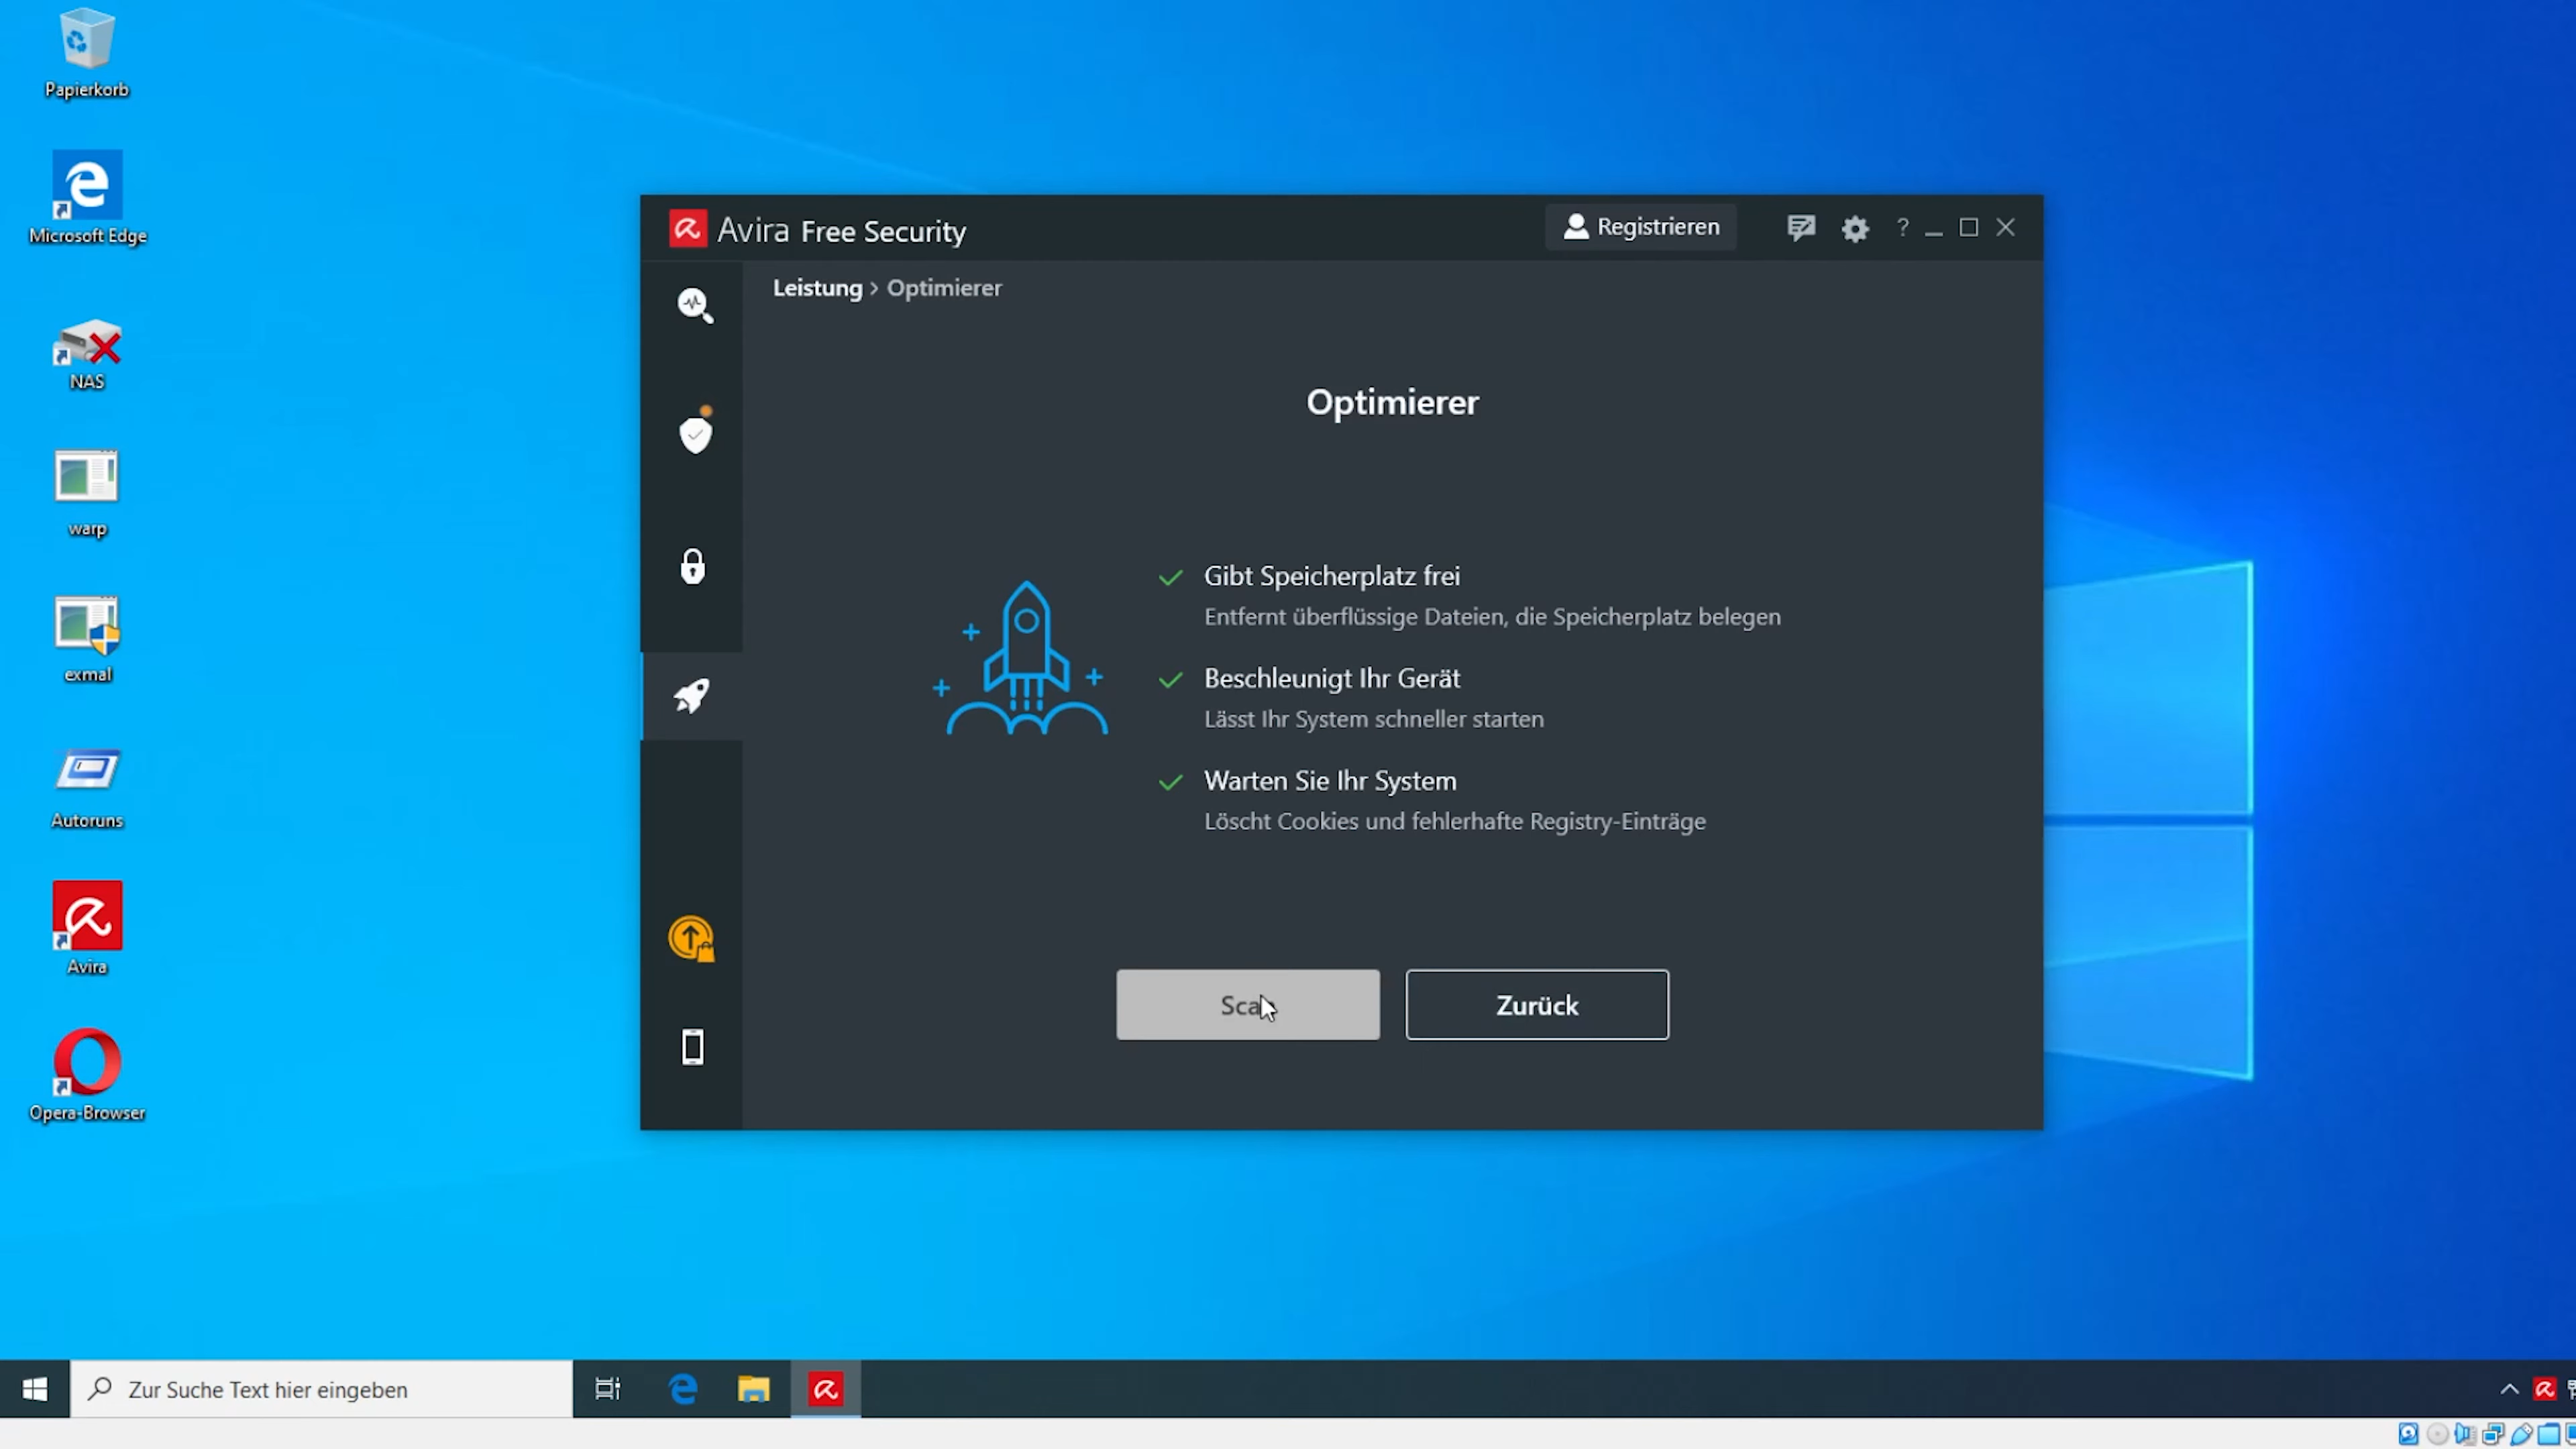 Papierkorb
Microsoft Edge
NAS
warp
exmal
Autoruns
Avira
Opera-Browser
Avira Free Security
Registrieren
?
Leistung > Optimierer
Optimierer
Gibt Speicherplatz frei
Entfernt überflüssige Dateien, die Speicherplatz belegen
Beschleunigt Ihr Gerät
Lässt Ihr System schneller starten
Warten Sie Ihr System
Löscht Cookies und fehlerhafte Registry-Einträge
Scan
Zurück
Zur Suche Text hier eingeben